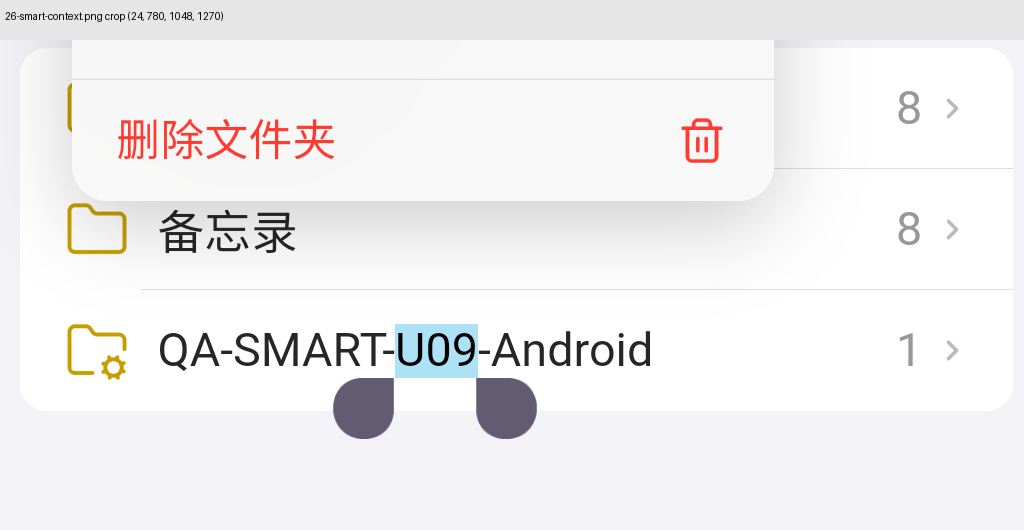 26-smart-context.png crop (24, 780, 1048, 1270)
8
删除文件夹
备忘录 8
QA-SMART-U09-Android 1